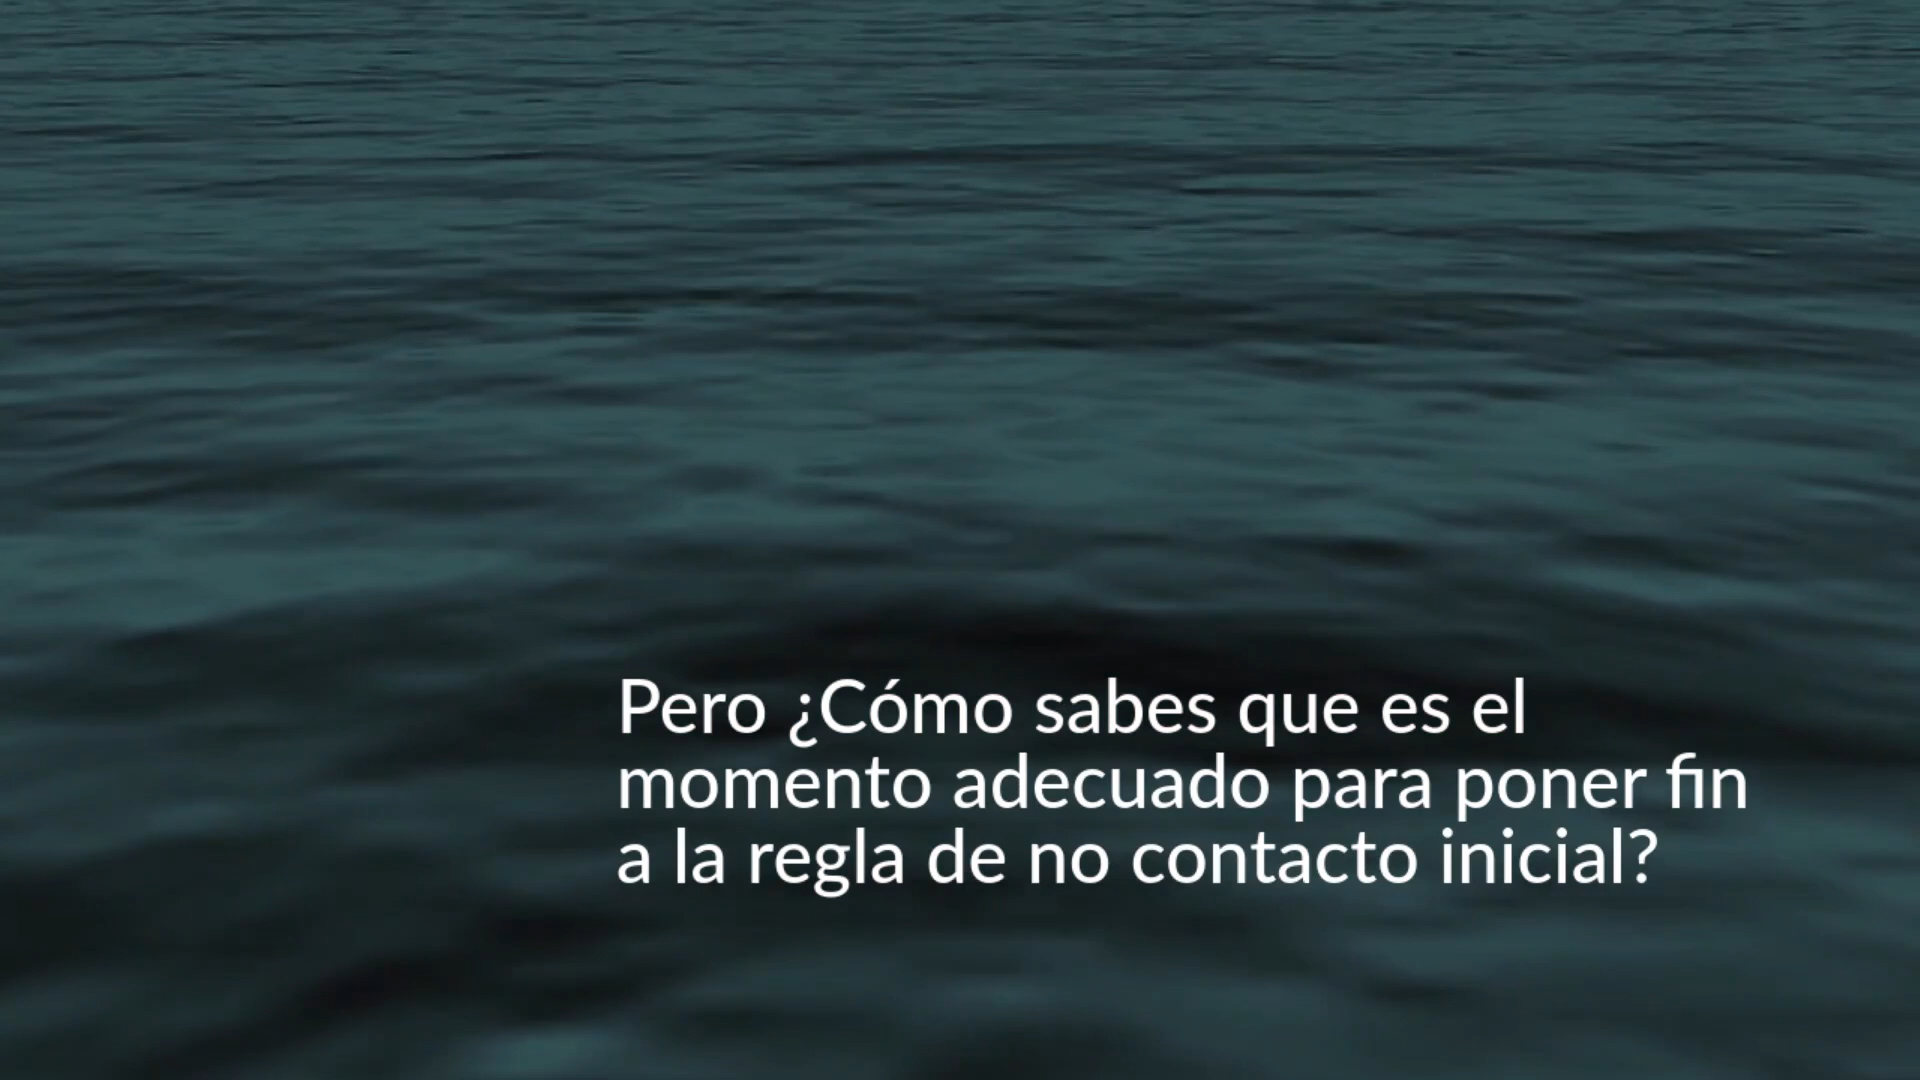 Pero ¿Cómo sabes que es el
momento adecuado para poner fin
a la regla de no contacto inicial?